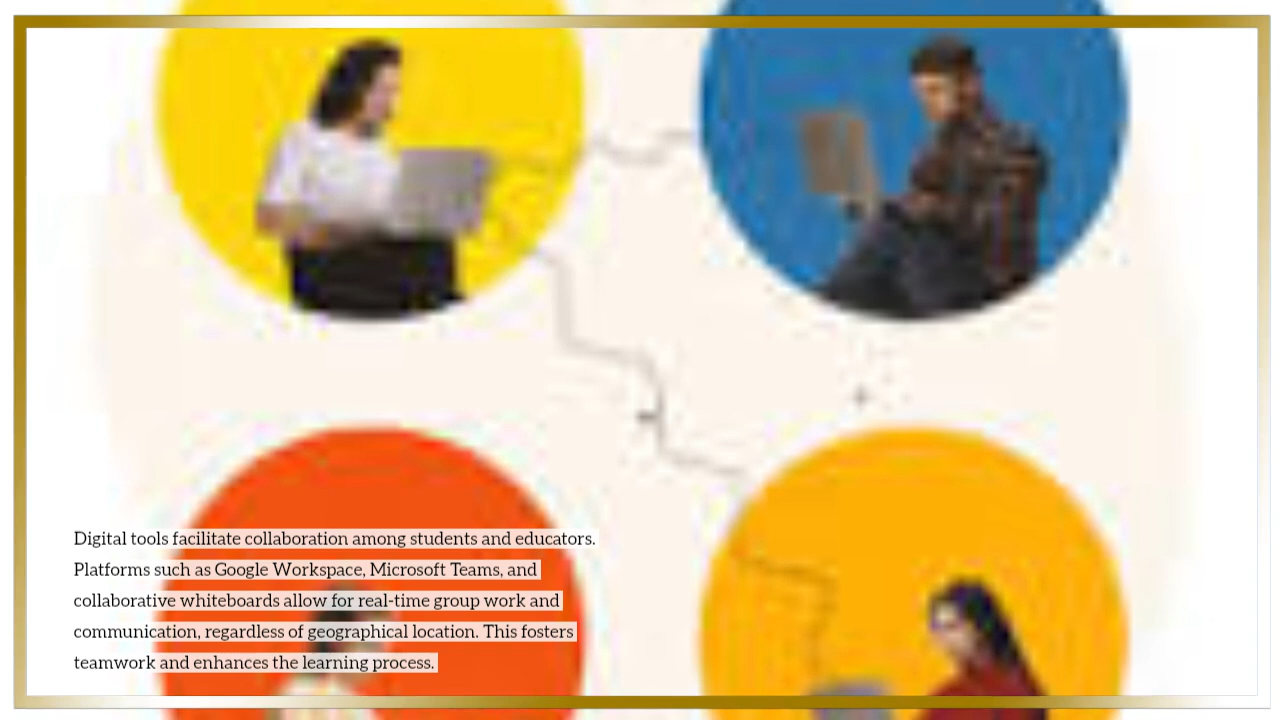 Digital tools facilitate collaboration among students and educators.
Platforms such as Google Workspace, Microsoft Teams, and
collaborative whiteboards allow for real-time group work and
communication, regardless of geographical location. This fosters
teamwork and enhances the learning process.